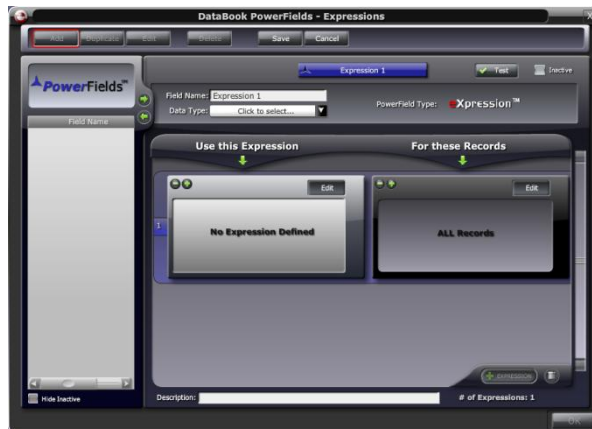 DataBook PowerFields - Expressions
Add Duplicate Edit Delete Save Cancel
PowerFields℠
Field Name
Expression 1
Test
Inactive
Field Name: Expression 1
Data Type: Click to select...
PowerField Type: eXpression™
Use this Expression
For these Records
Edit
Edit
1
No Expression Defined
ALL Records
EXPRESSION
Hide Inactive
Description:
# of Expressions: 1
OK